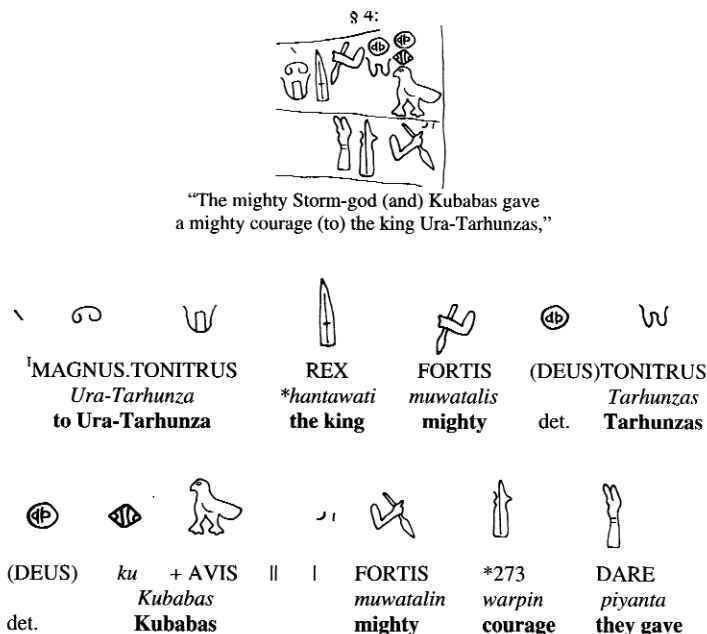 § 4:
“The mighty Storm-god (and) Kubabas gave
a mighty courage (to) the king Ura-Tarhunzas,”
ᴵMAGNUS.TONITRUS REX FORTIS (DEUS)TONITRUS
Ura-Tarhunza *hantawati muwatalis Tarhunzas
to Ura-Tarhunza the king mighty det. Tarhunzas
(DEUS) ku + AVIS || | FORTIS *273 DARE
Kubabas muwatalin warpin piyanta
det. Kubabas mighty courage they gave